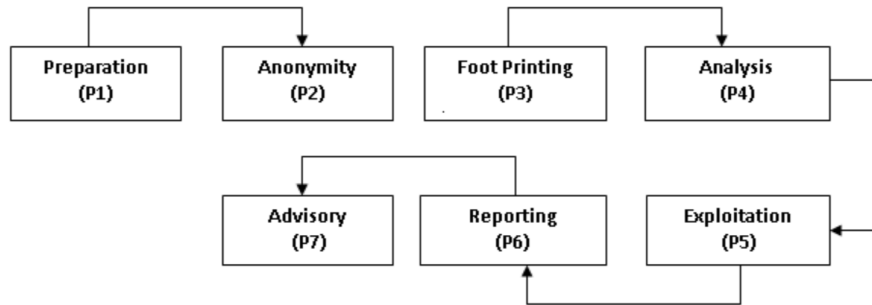 Preparation
(P1)
Anonymity
(P2)
Foot Printing
(P3)
Analysis
(P4)
Advisory
(P7)
Reporting
(P6)
Exploitation
(P5)